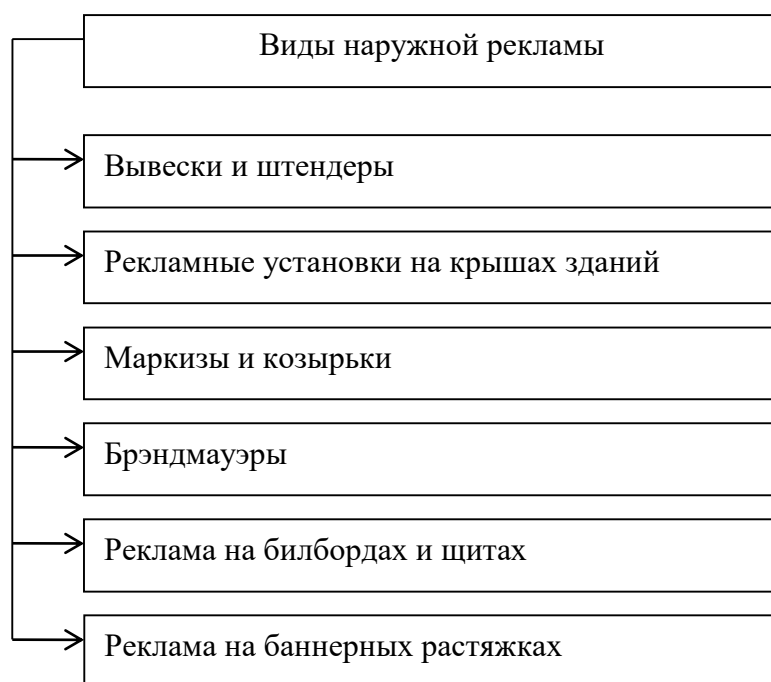 Виды наружной рекламы
Вывески и штендеры
Рекламные установки на крышах зданий
Маркизы и козырьки
Брэндмауэры
Реклама на билбордах и щитах
Реклама на баннерных растяжках